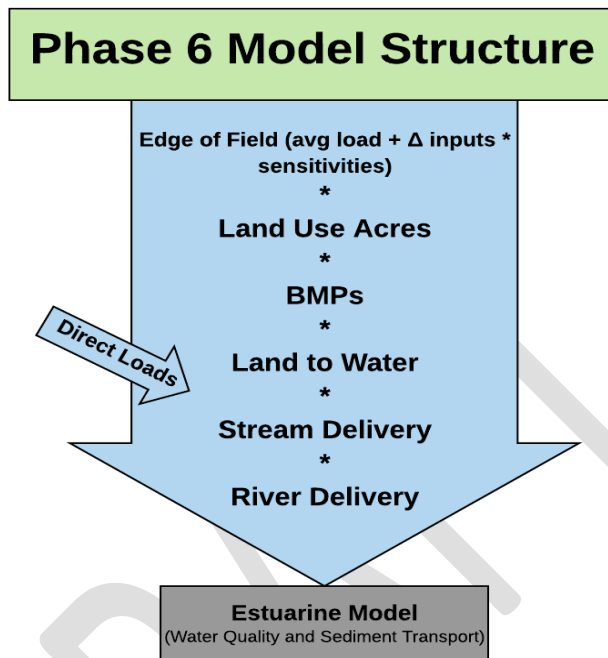 Phase 6 Model Structure
Edge of Field (avg load + Δ inputs *
sensitivities)
*
Land Use Acres
*
BMPs
*
Land to Water
*
Direct Loads
Stream Delivery
*
River Delivery
Estuarine Model
(Water Quality and Sediment Transport)